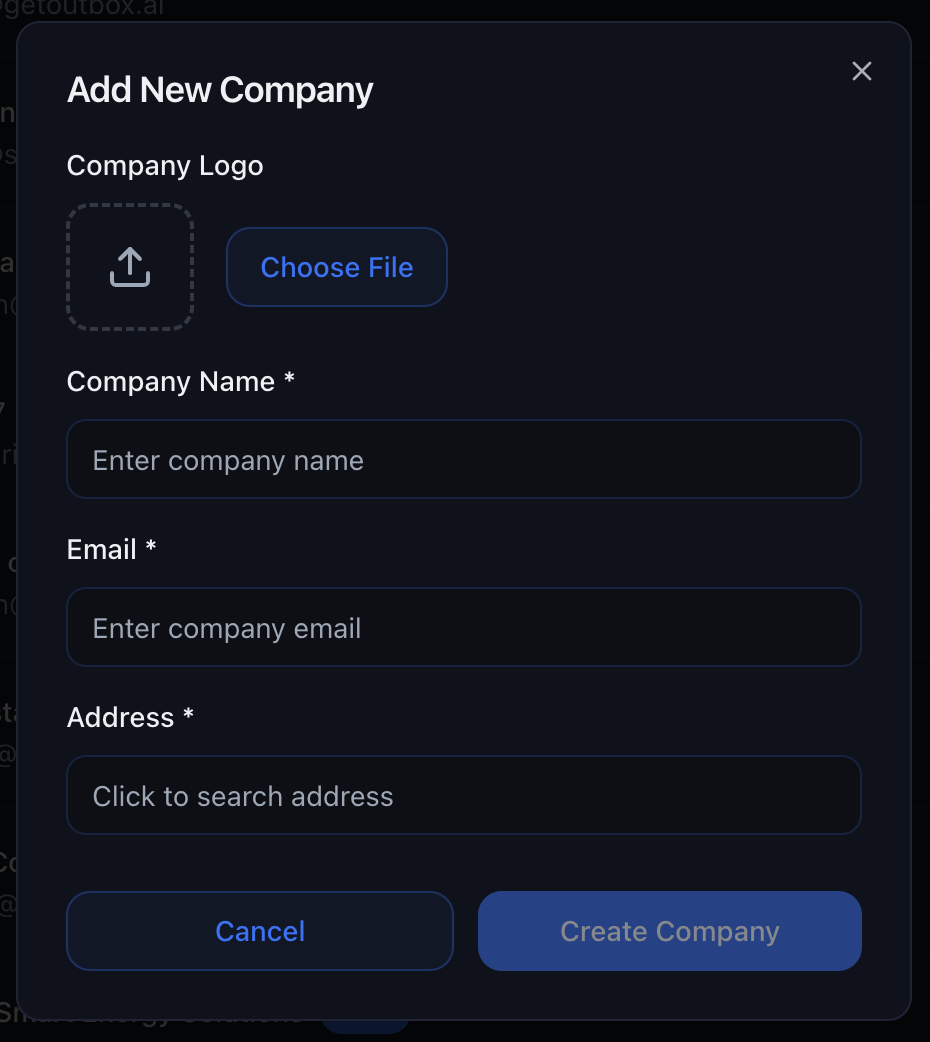 getoutbox.ai
Add New Company
Company Logo
Choose File
Company Name *
Enter company name
Email *
Enter company email
Address *
Click to search address
Cancel
Create Company